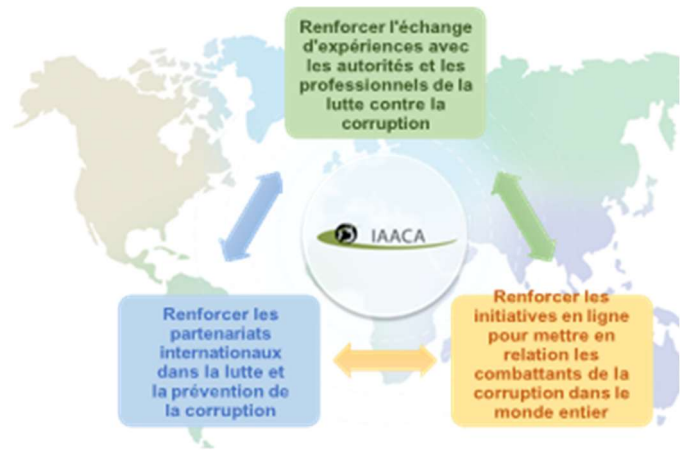 Renforcer l'échange
d'expériences avec
les autorités et les
professionnels de la
lutte contre la
corruption
IAACA
Renforcer les
partenariats
internationaux
dans la lutte et
la prévention de
la corruption
Renforcer les
initiatives en ligne
pour mettre en
relation les
combattants de la
corruption dans le
monde entier